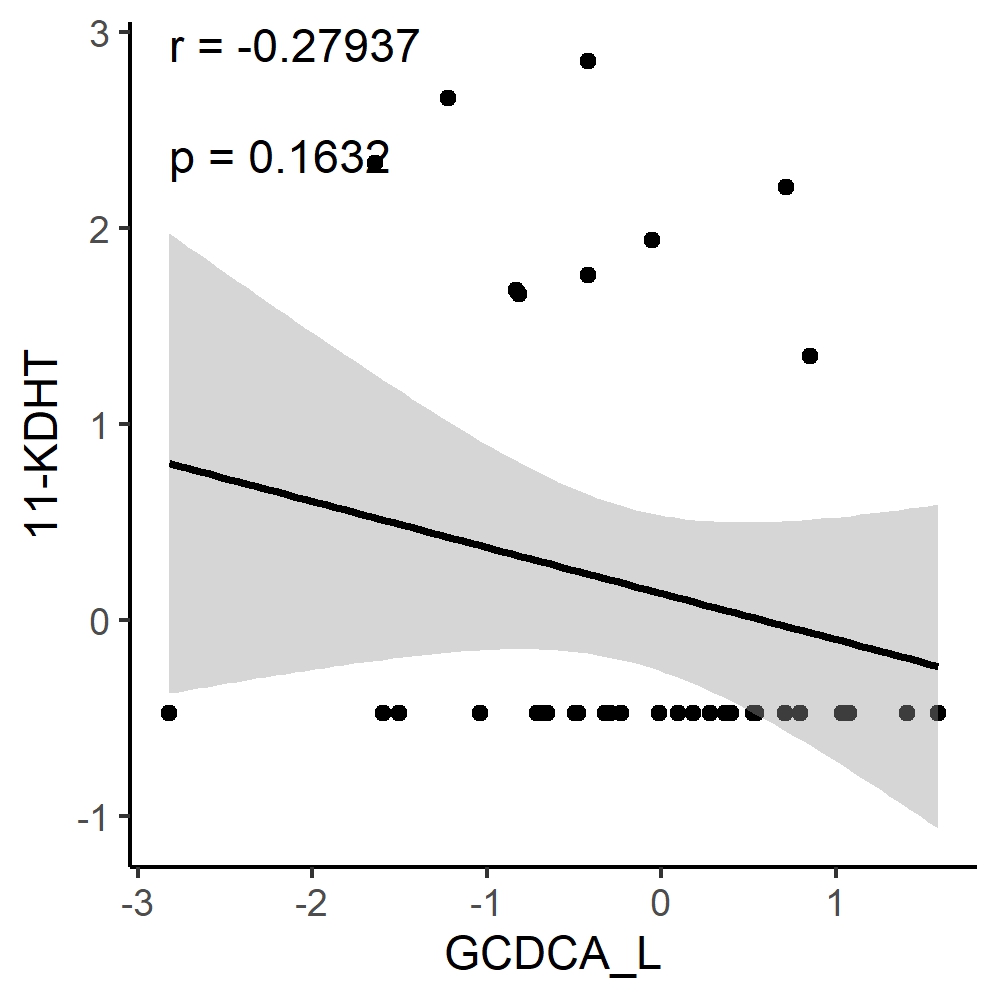 r = -0.27937
p = 0.1632
3
2
1
0
-1
11-KDHT
-3 -2 -1 0 1
GCDCA_L